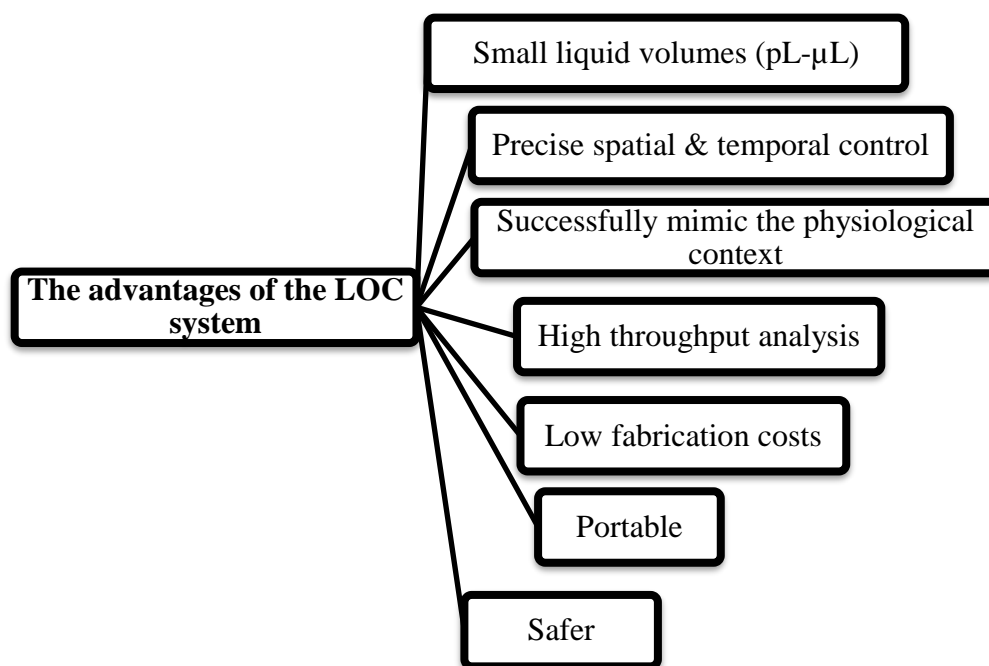 Small liquid volumes (pL-µL)
Precise spatial & temporal control
Successfully mimic the physiological
context
The advantages of the LOC
system
High throughput analysis
Low fabrication costs
Portable
Safer